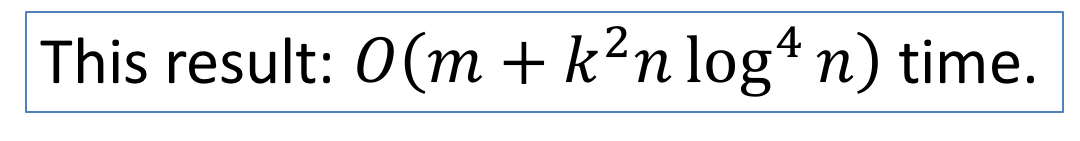 This result: 𝑂(𝑚 + 𝑘²𝑛 log⁴ 𝑛) time.